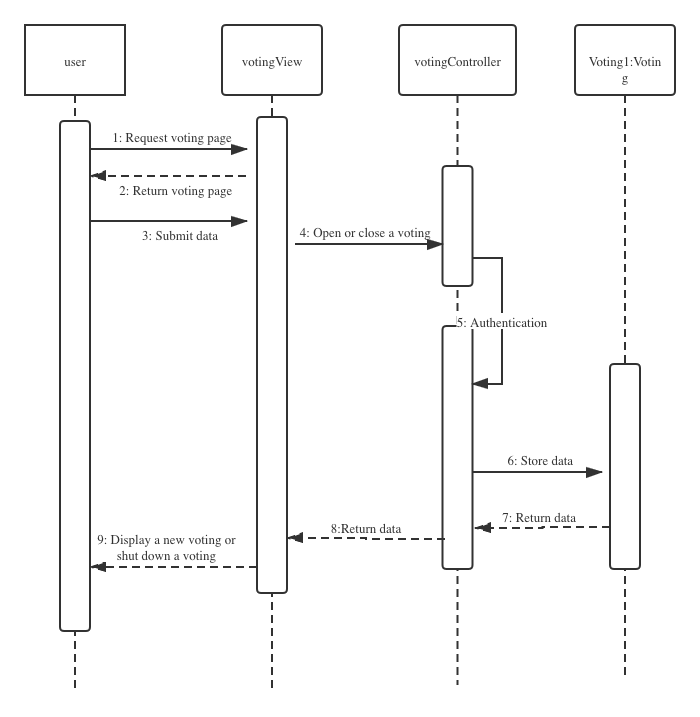 user
votingView
votingController
Voting1:Votin
g
1: Request voting page
2: Return voting page
3: Submit data
4: Open or close a voting
5: Authentication
6: Store data
7: Return data
8:Return data
9: Display a new voting or
shut down a voting